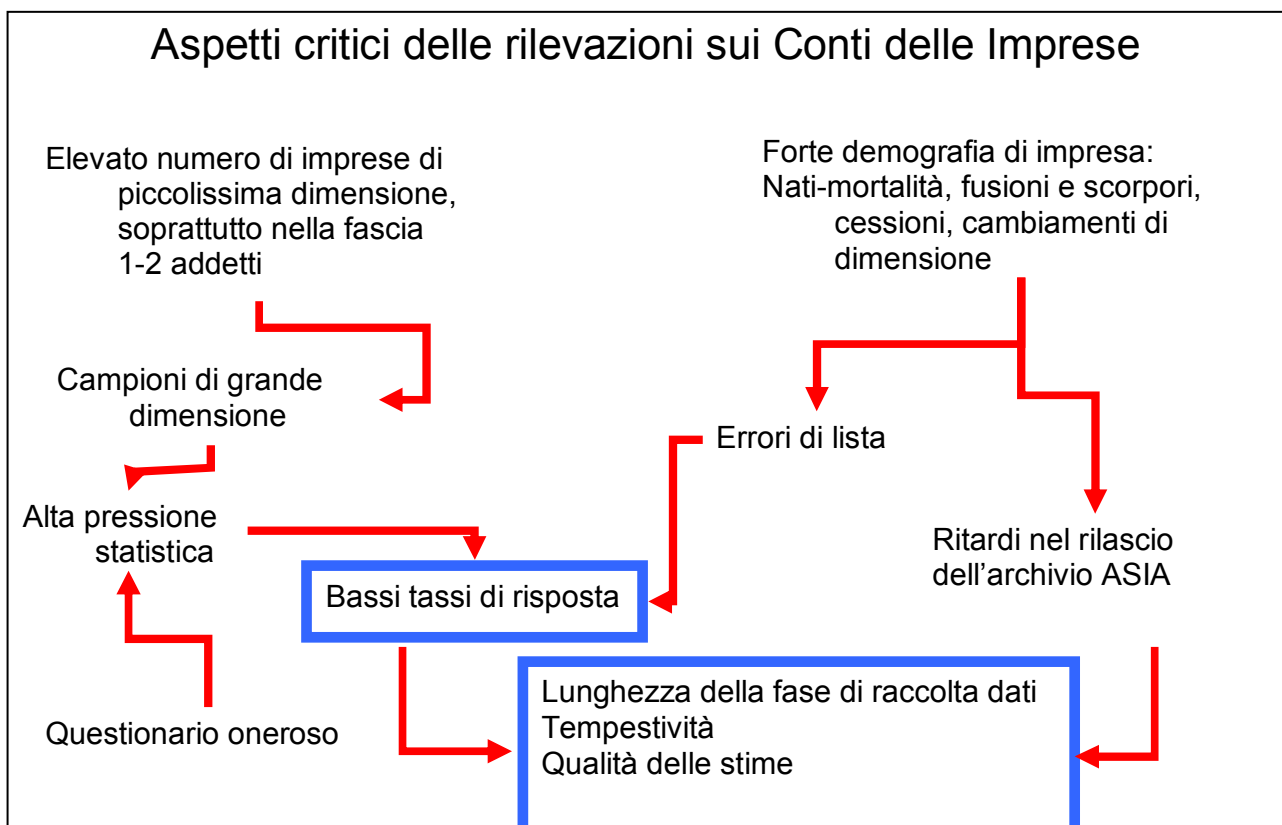 Aspetti critici delle rilevazioni sui Conti delle Imprese
Elevato numero di imprese di
piccolissima dimensione,
soprattutto nella fascia
1-2 addetti
Forte demografia di impresa:
Nati-mortalità, fusioni e scorpori,
cessioni, cambiamenti di
dimensione
Campioni di grande
dimensione
Errori di lista
Alta pressione
statistica
Ritardi nel rilascio
dell'archivio ASIA
Bassi tassi di risposta
Questionario oneroso
Lunghezza della fase di raccolta dati
Tempestività
Qualità delle stime